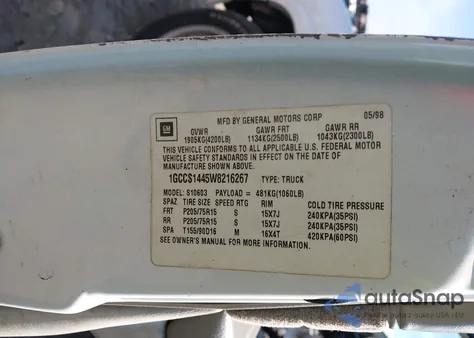 GM
MFD BY GENERAL MOTORS CORP 05/98
GVWR GAWR FRT GAWR RR
1905KG(4200LB) 1134KG(2500LB) 1043KG(2300LB)
THIS VEHICLE CONFORMS TO ALL APPLICABLE U.S. FEDERAL MOTOR
VEHICLE SAFETY STANDARDS IN EFFECT ON THE DATE OF
MANUFACTURE SHOWN ABOVE.
1GCCS1445W8216267 TYPE: TRUCK
MODEL: S10603 PAYLOAD = 481KG(1060LB)
SPAZ TIRE SIZE SPEED RTG RIM COLD TIRE PRESSURE
FRT P205/75R15 S 15X7J 240KPA(35PSI)
RR P205/75R15 S 15X7J 240KPA(35PSI)
SPA T155/90D16 M 16X4T 420KPA(60PSI)
SEE OWNER'S MANUAL FOR MORE INFORMATION.
autoSnap